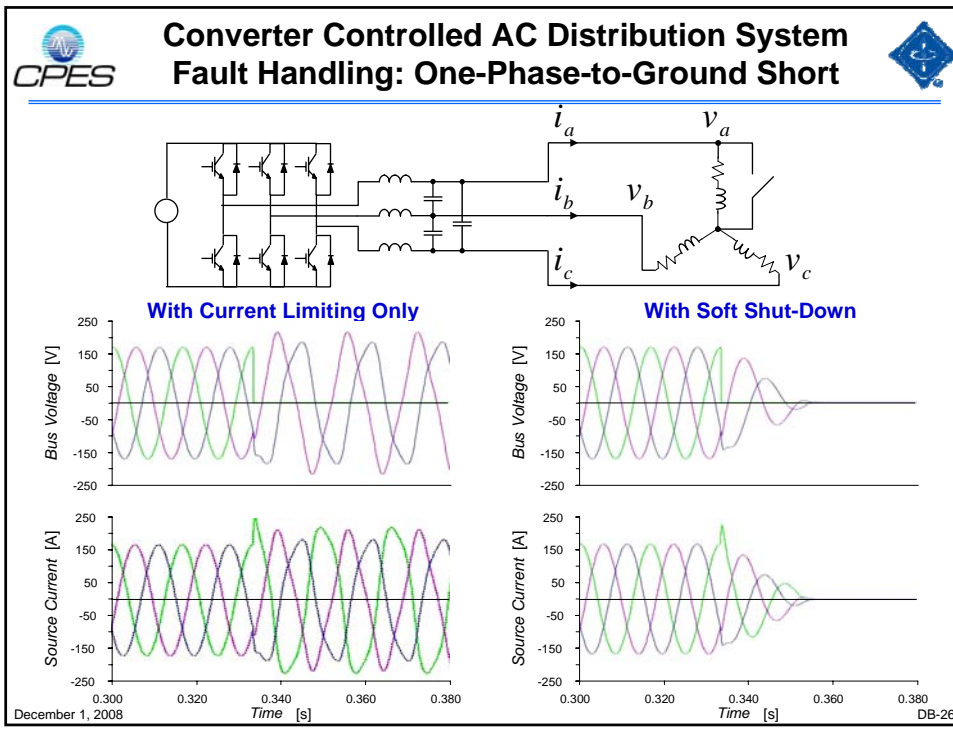 Converter Controlled AC Distribution System
Fault Handling: One-Phase-to-Ground Short
CPES
i_a
v_a
i_b
v_b
i_c
v_c
With Current Limiting Only
With Soft Shut-Down
Bus Voltage [V]
250
150
50
-50
-150
-250
Bus Voltage [V]
250
150
50
-50
-150
-250
Source Current [A]
250
150
50
-50
-150
-250
0.300 0.320 0.340 0.360 0.380
Time [s]
Source Current [A]
250
150
50
-50
-150
-250
0.300 0.320 0.340 0.360 0.380
Time [s]
December 1, 2008
DB-26